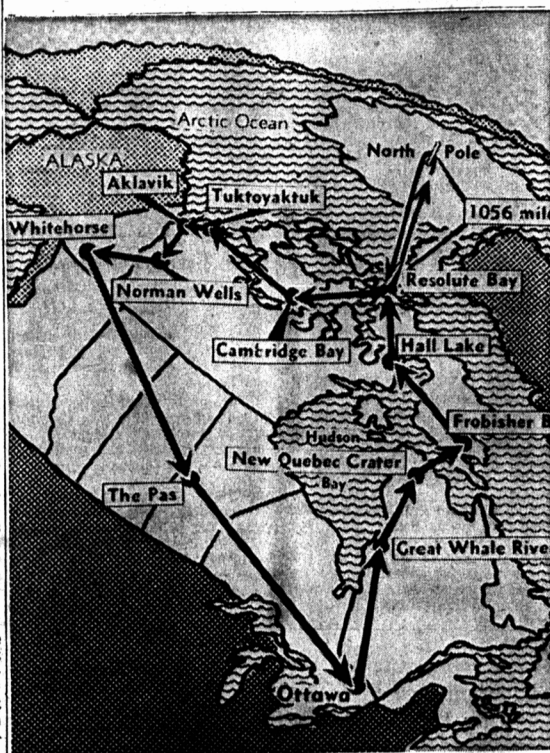 Arctic Ocean
North Pole
ALASKA
Aklavik
Tuktoyaktuk
1056 mil
Whitehorse
Resolute Bay
Norman Wells
Cambridge Bay
Hall Lake
Frobisher B
Hudson
New Quebec Crater
Bay
The Pas
Great Whale Rive
Ottawa